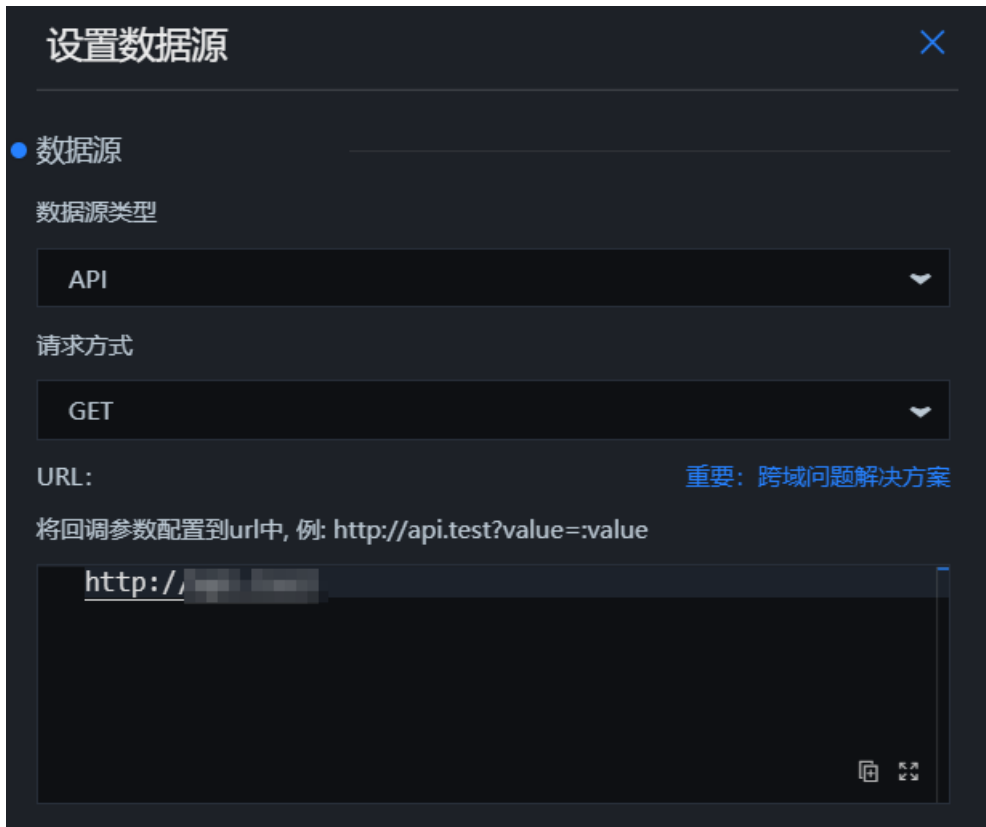 设置数据源
数据源
数据源类型
API
请求方式
GET
URL:
重要：跨域问题解决方案
将回调参数配置到url中, 例: http://api.test?value=:value
http://